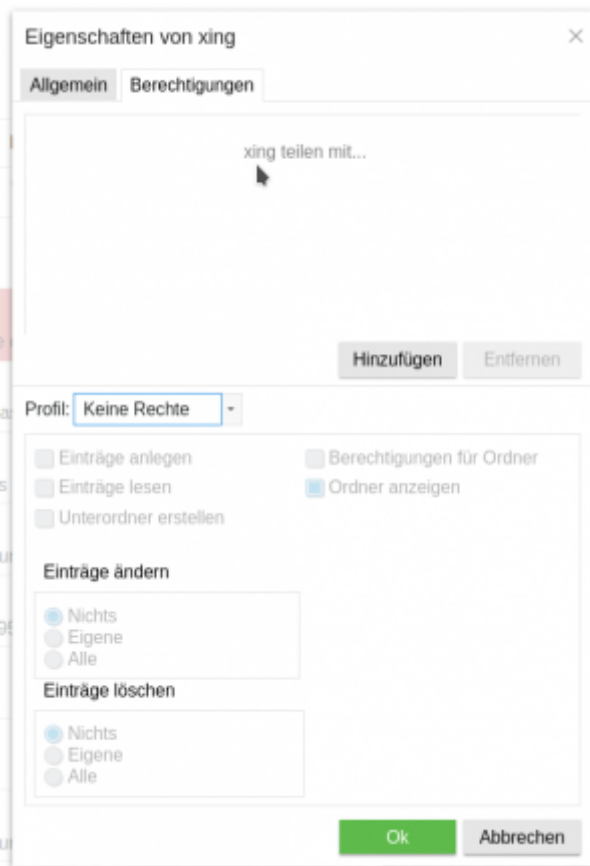 Eigenschaften von xing
Allgemein Berechtigungen
xing teilen mit...
Hinzufügen Entfernen
Profil: Keine Rechte
Einträge anlegen Berechtigungen für Ordner
Einträge lesen Ordner anzeigen
Unterordner erstellen
Einträge ändern
Nichts
Eigene
Alle
Einträge löschen
Nichts
Eigene
Alle
Ok Abbrechen